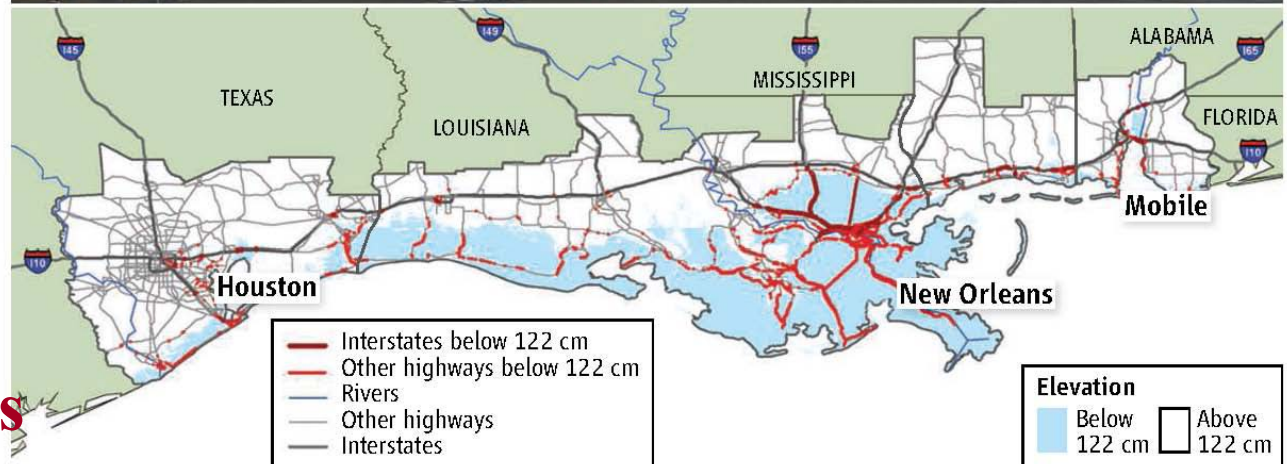 I45
I49
I55
ALABAMA
I65
TEXAS
MISSISSIPPI
LOUISIANA
FLORIDA
I10
Mobile
I10
Houston
New Orleans
Interstates below 122 cm
Other highways below 122 cm
Rivers
Other highways
Interstates
Elevation
Below
122 cm
Above
122 cm
s